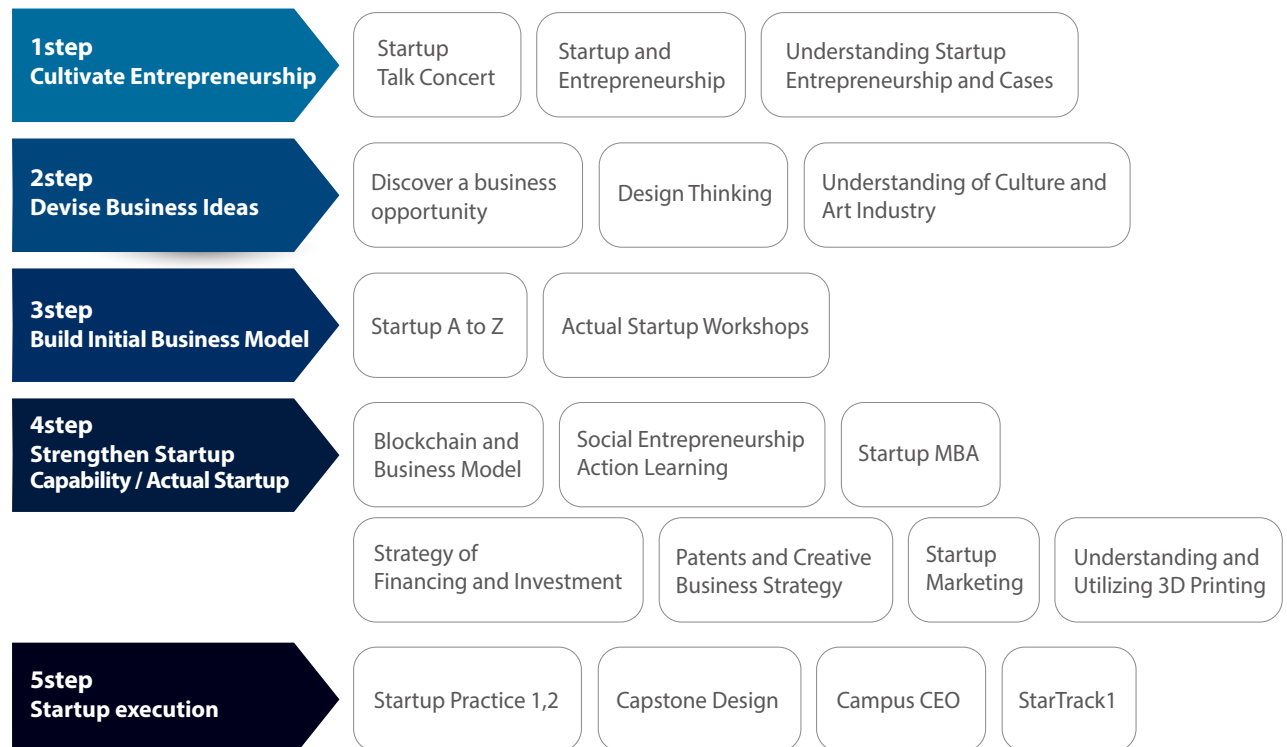 1step
Cultivate Entrepreneurship
Startup
Talk Concert
Startup and
Entrepreneurship
Understanding Startup
Entrepreneurship and Cases
2step
Devise Business Ideas
Discover a business
opportunity
Design Thinking
Understanding of Culture and
Art Industry
3step
Build Initial Business Model
Startup A to Z
Actual Startup Workshops
4step
Strengthen Startup
Capability / Actual Startup
Blockchain and
Business Model
Social Entrepreneurship
Action Learning
Startup MBA
Strategy of
Financing and Investment
Patents and Creative
Business Strategy
Startup
Marketing
Understanding and
Utilizing 3D Printing
5step
Startup execution
Startup Practice 1,2
Capstone Design
Campus CEO
StarTrack1